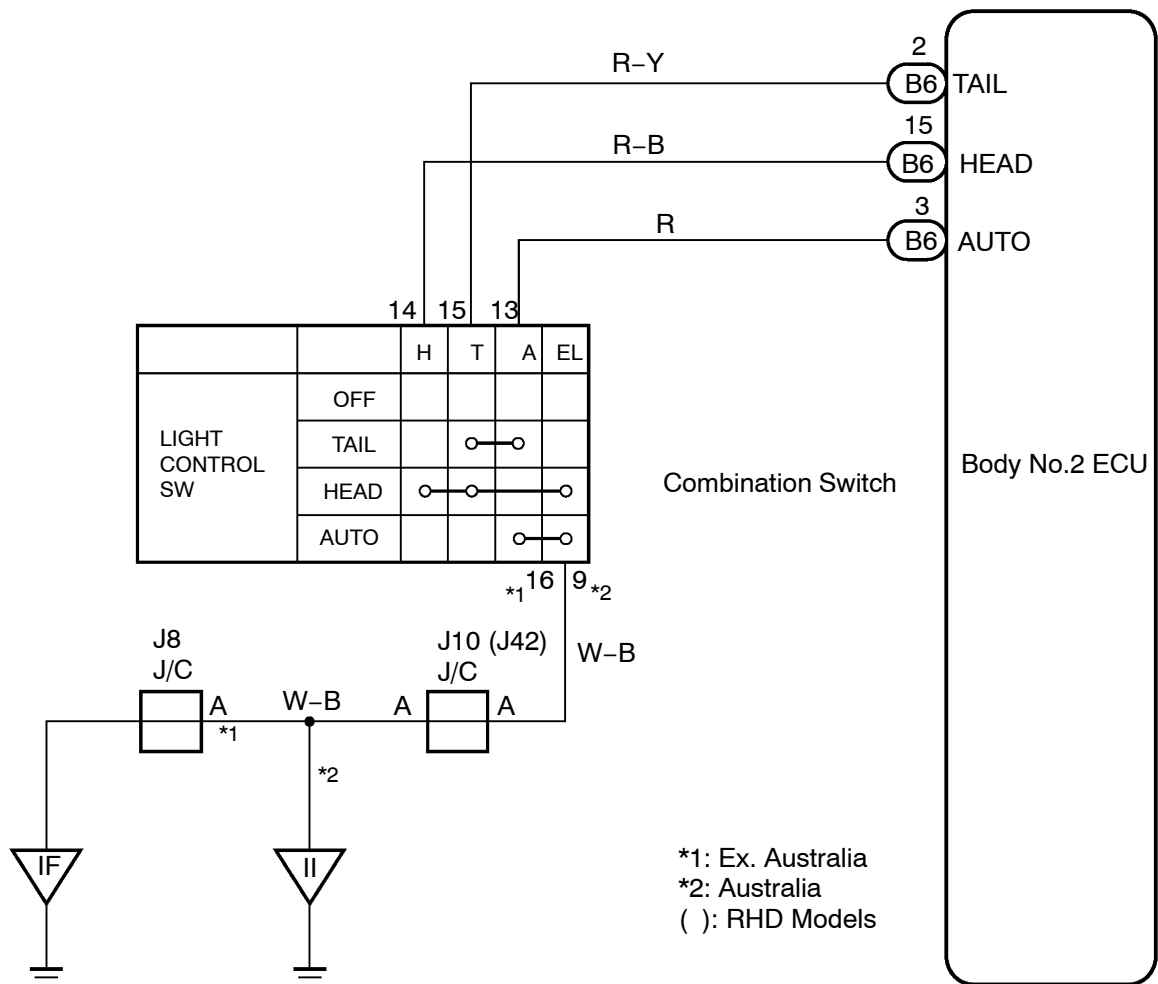 2
R–Y
B6 TAIL
15
R–B
B6 HEAD
3
R
B6 AUTO
14 15 13
H T A EL
OFF
LIGHT CONTROL SW
TAIL
HEAD
AUTO
Combination Switch
Body No.2 ECU
*1 16 9 *2
J8
J/C
J10 (J42)
J/C
W–B
A
W–B
A
A
*1
*2
IF
II
*1: Ex. Australia
*2: Australia
( ): RHD Models